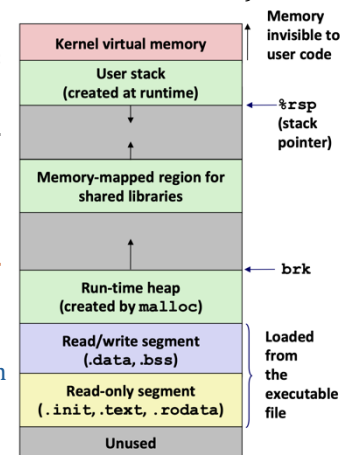 Memory
invisible to
user code
Kernel virtual memory
User stack
(created at runtime)
%rsp
(stack
pointer)
Memory-mapped region for
shared libraries
brk
Run-time heap
(created by malloc)
Read/write segment
(.data, .bss)
Read-only segment
(.init, .text, .rodata)
Loaded
from
the
executable
file
Unused